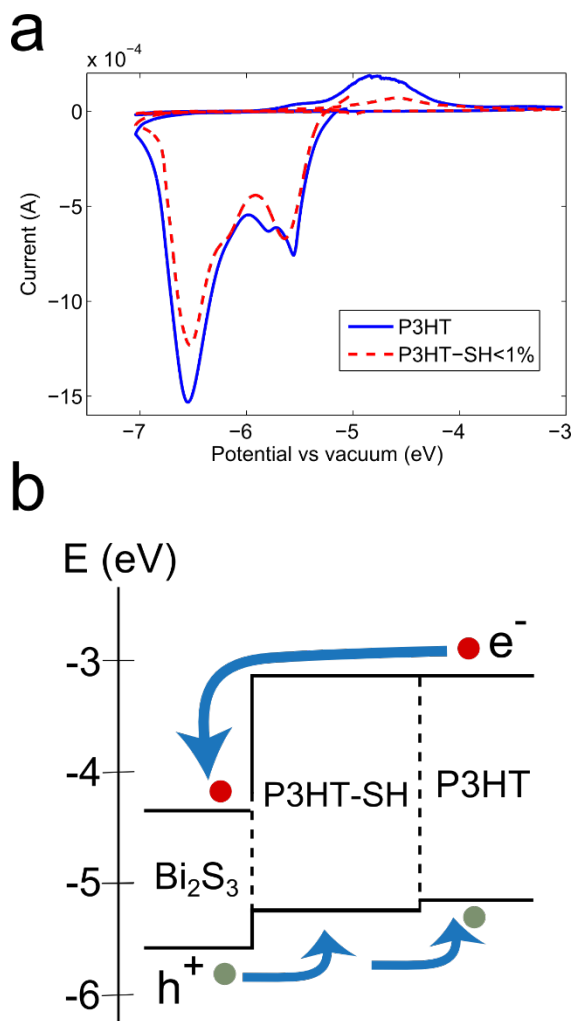 a
x 10⁻⁴
0
−5
−10
−15
Current (A)
P3HT
P3HT−SH<1%
−7 −6 −5 −4 −3
Potential vs vacuum (eV)
b
E (eV)
-3
e⁻
-4
P3HT-SH
P3HT
Bi₂S₃
-5
h⁺
-6